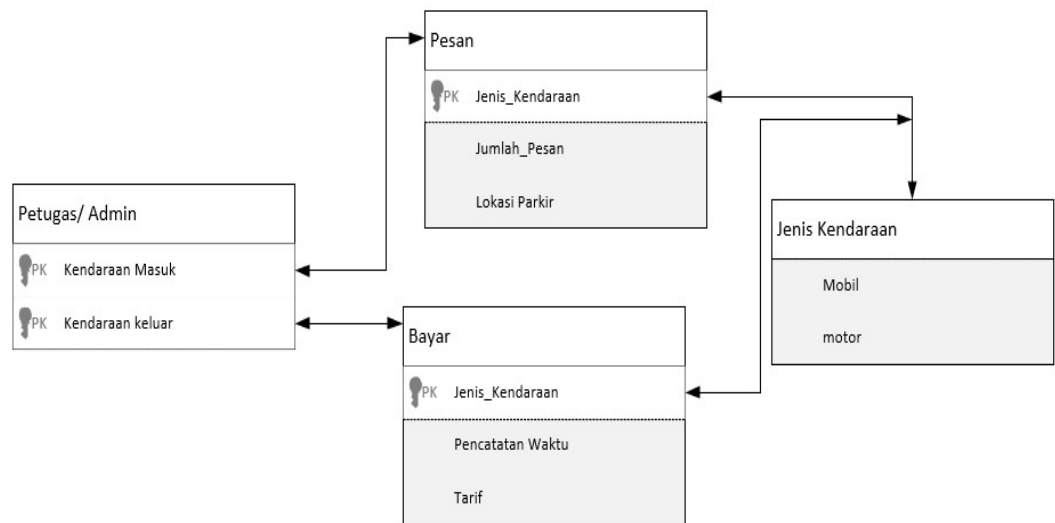 Pesan
PK Jenis_Kendaraan
Jumlah_Pesan
Lokasi Parkir
Petugas/ Admin
PK Kendaraan Masuk
PK Kendaraan keluar
Jenis Kendaraan
Mobil
motor
Bayar
PK Jenis_Kendaraan
Pencatatan Waktu
Tarif